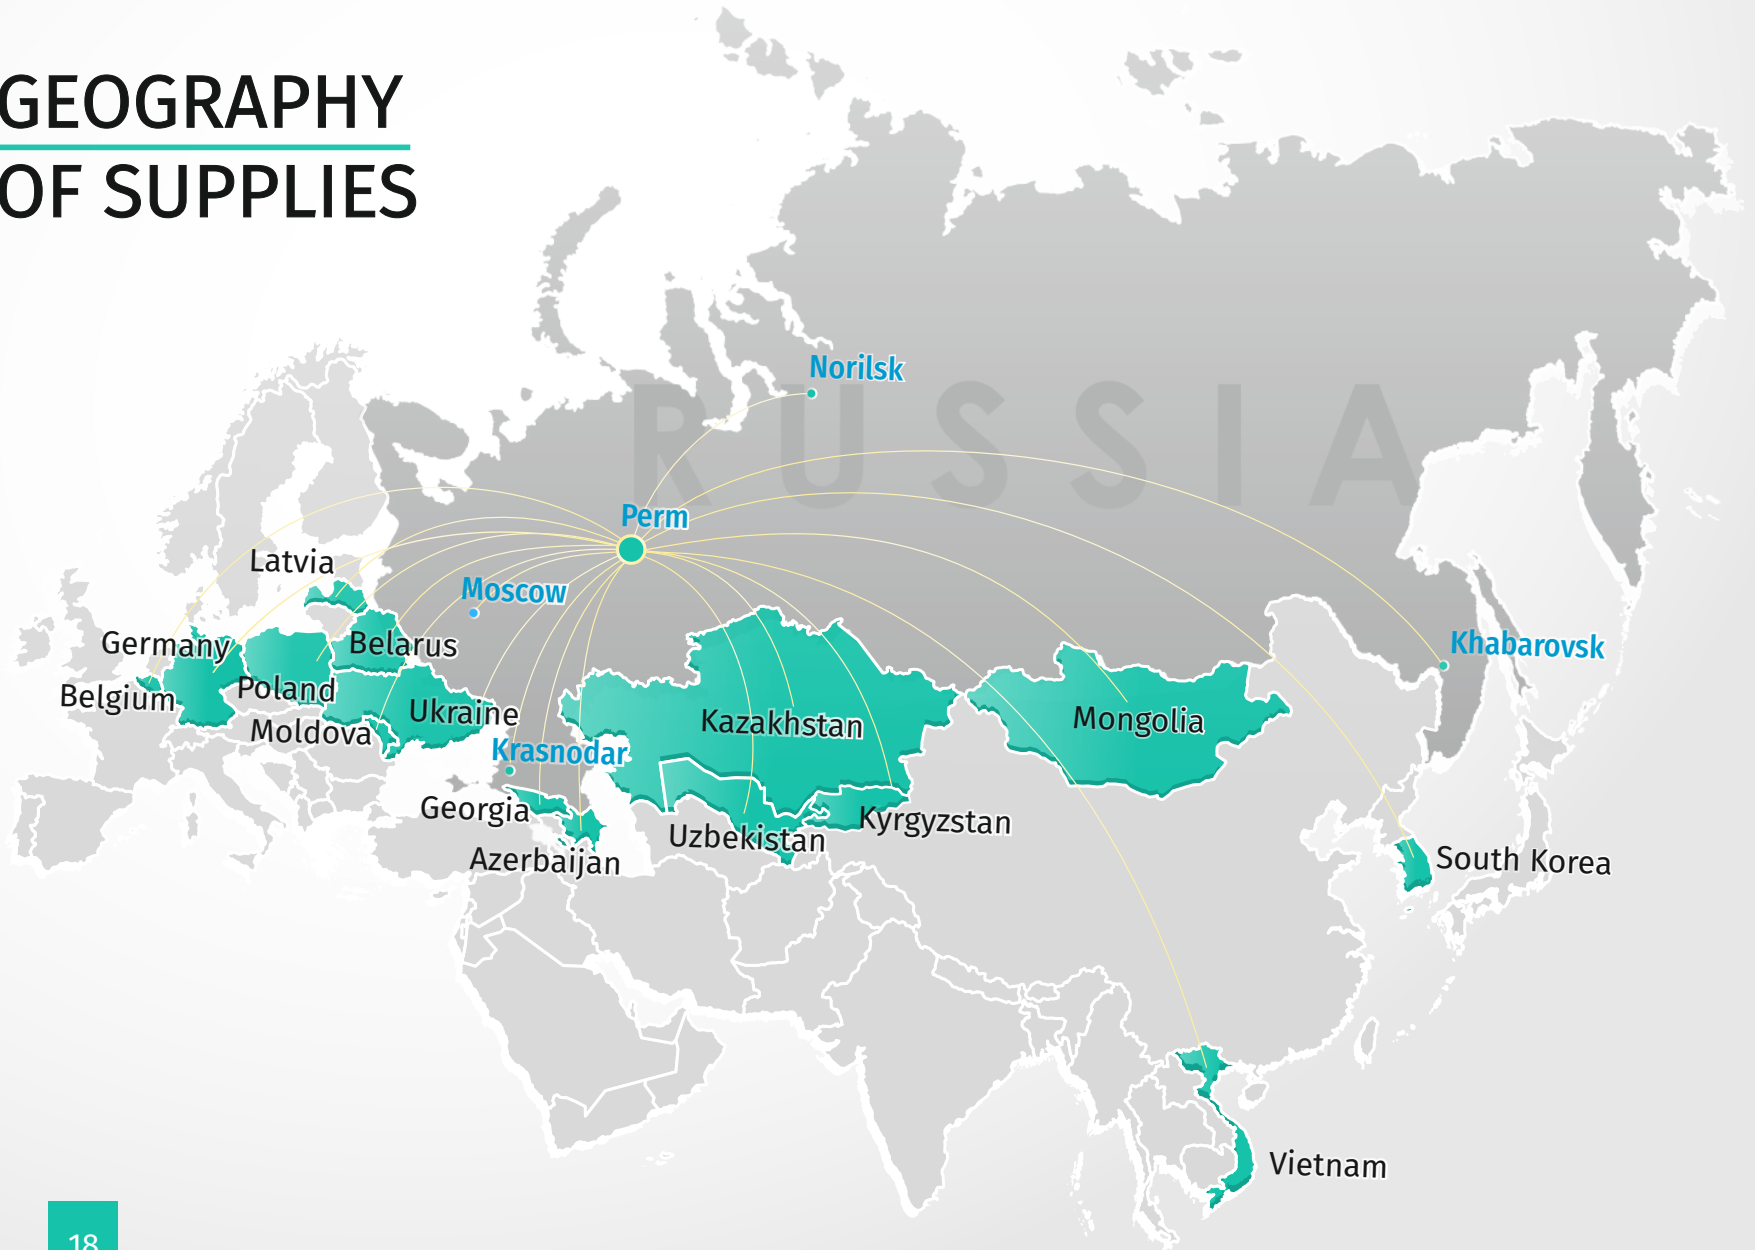 GEOGRAPHY
OF SUPPLIES
Norilsk
RUSSIA
Perm
Latvia
Moscow
Germany
Belarus
Khabarovsk
Belgium
Poland
Ukraine
Moldova
Kazakhstan
Mongolia
Krasnodar
Georgia
Kyrgyzstan
Uzbekistan
Azerbaijan
South Korea
Vietnam
18